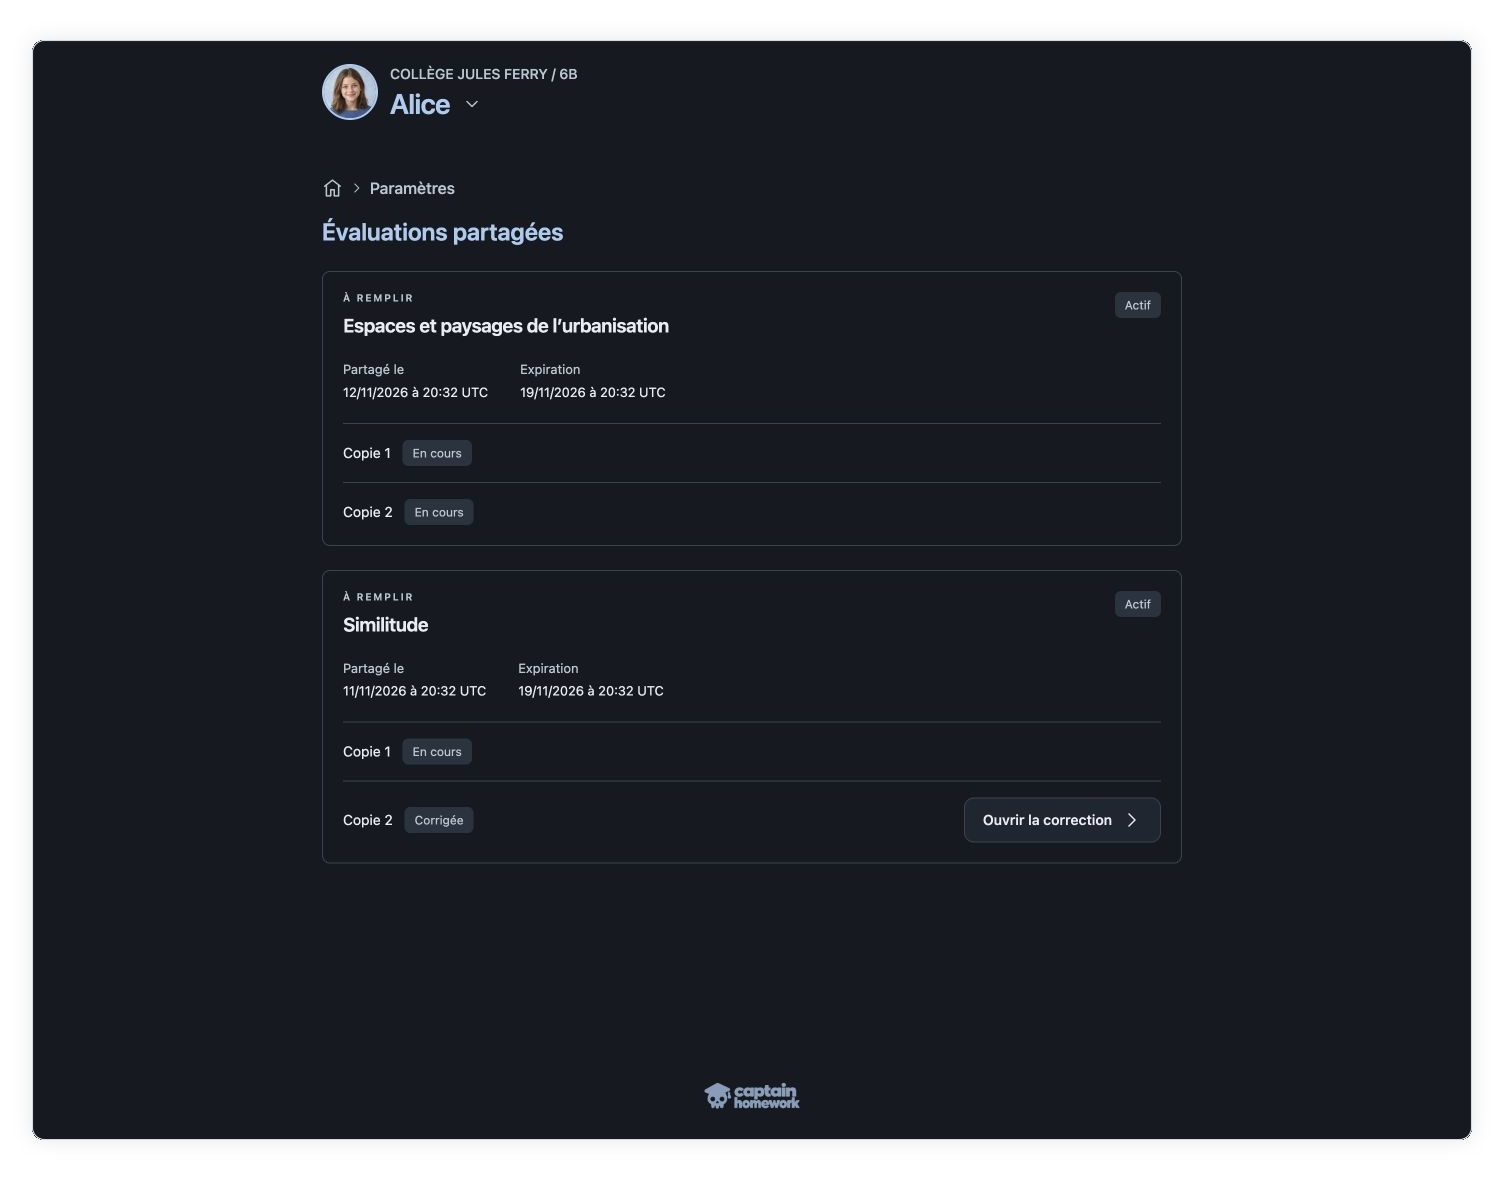 COLLÈGE JULES FERRY / 6B
Alice
Paramètres
Évaluations partagées
À REMPLIR
Actif
Espaces et paysages de l’urbanisation
Partagé le
Expiration
12/11/2026 à 20:32 UTC
19/11/2026 à 20:32 UTC
Copie 1
En cours
Copie 2
En cours
À REMPLIR
Actif
Similitude
Partagé le
Expiration
11/11/2026 à 20:32 UTC
19/11/2026 à 20:32 UTC
Copie 1
En cours
Copie 2
Corrigée
Ouvrir la correction
captain
homework